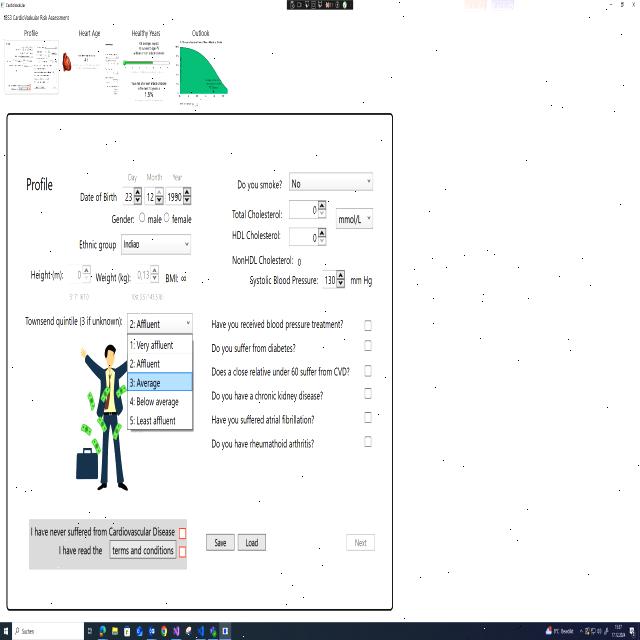 CardioVaskular
JBS3 CardioVaskular Risk Assessment
Profile
Heart Age
Healthy Years
Outlook
Profile
Day Month Year
Date of Birth 23 12 1990
Gender: male female
Ethnic group Indian
Height (m): 0 Weight (kg): 0,13 BMI: ∞
Townsend quintile (3 if unknown): 2: Affluent
1: Very affluent
2: Affluent
3: Average
4: Below average
5: Least affluent
Do you smoke? No
Total Cholesterol: 0
mmol/L
HDL Cholesterol: 0
NonHDL Cholesterol: 0
Systolic Blood Pressure: 130 mm Hg
Have you received blood pressure treatment?
Do you suffer from diabetes?
Does a close relative under 60 suffer from CVD?
Do you have a chronic kidney disease?
Have you suffered atrial fibrillation?
Do you have rheumathoid arthritis?
I have never suffered from Cardiovascular Disease
I have read the terms and conditions
Save
Load
Next
Suchen